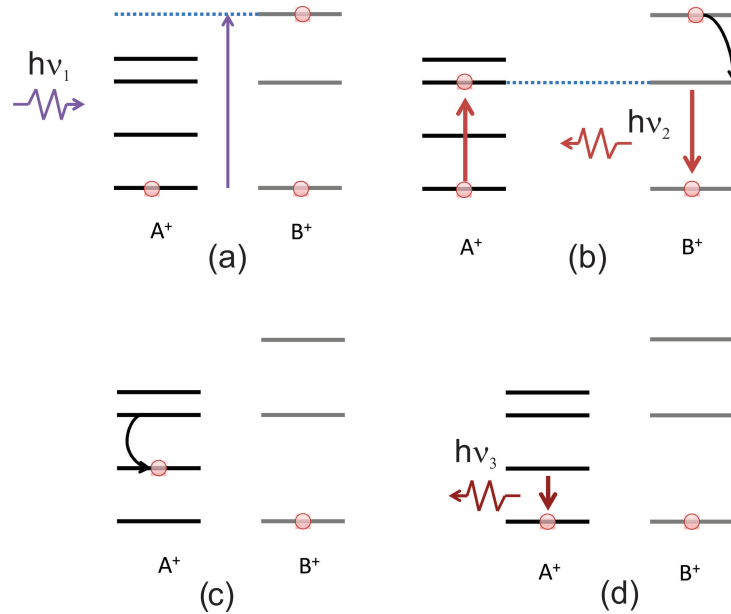 hν₁
A⁺ B⁺
(a)
hν₂
A⁺ B⁺
(b)
A⁺ B⁺
(c)
hν₃
A⁺ B⁺
(d)